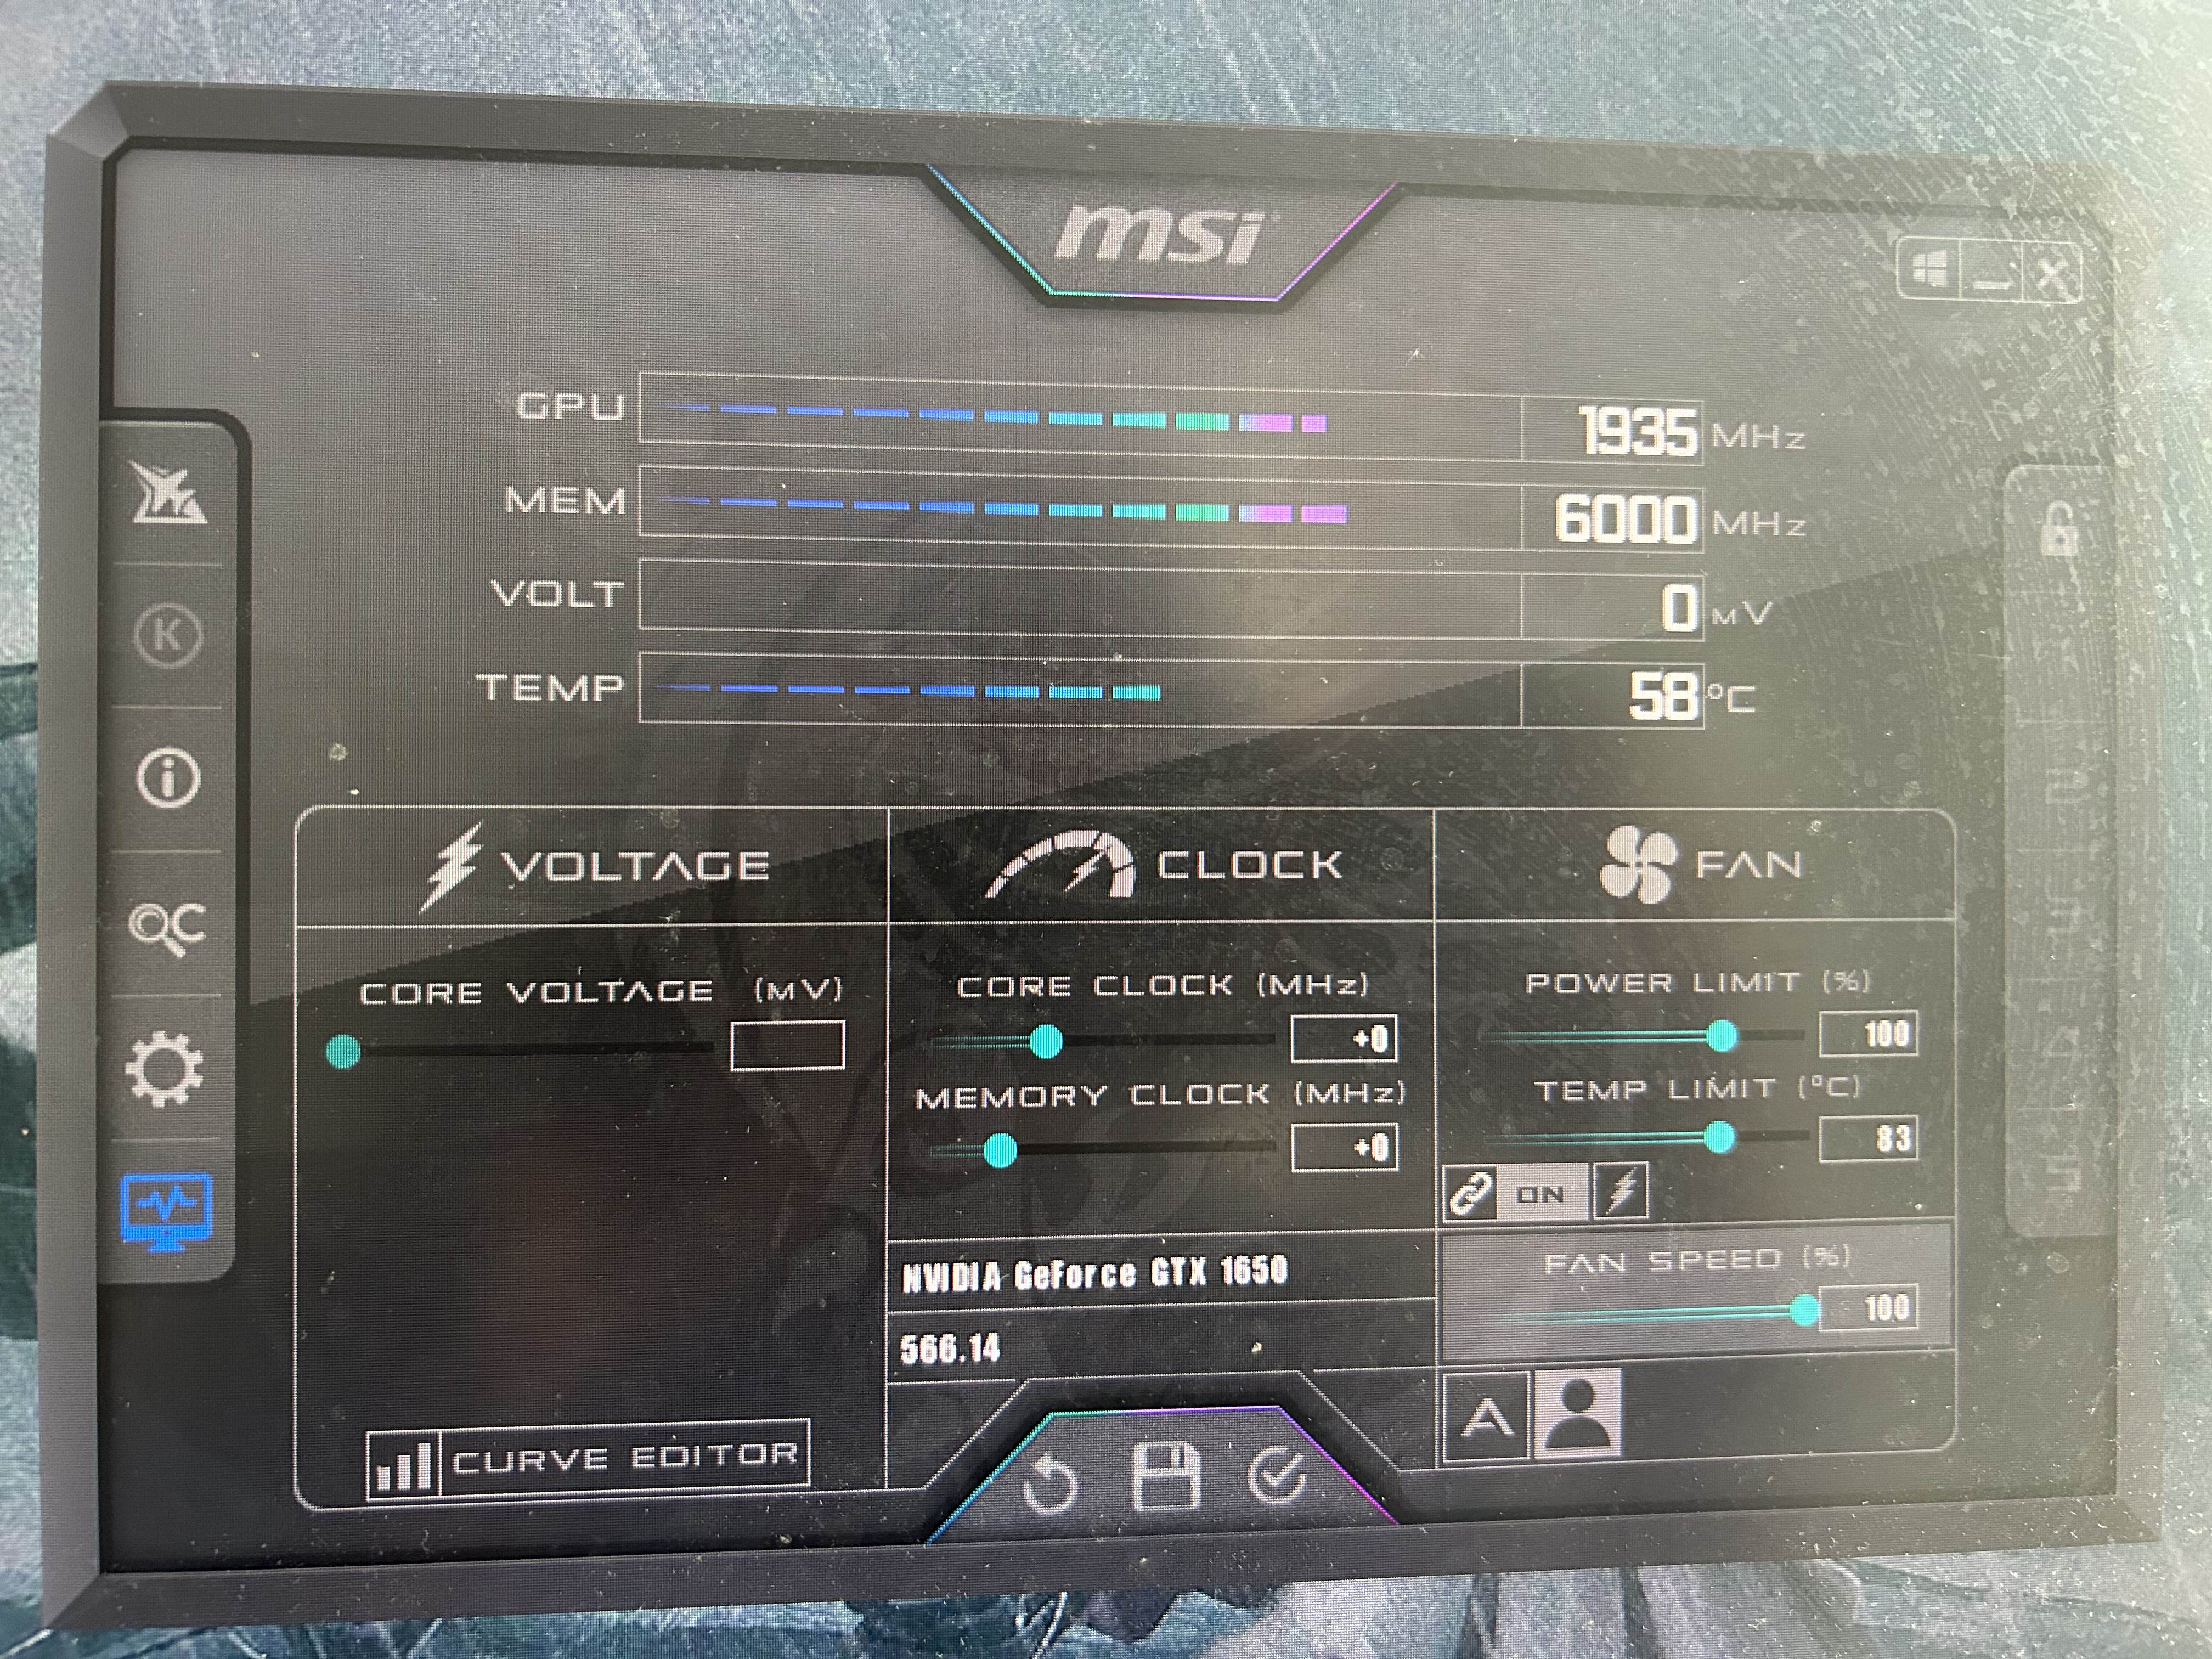 msi
GPU 1935 MHz
MEM 6000 MHz
VOLT 0 MV
TEMP 58 °C
K
i
C
VOLTAGE
CLOCK
FAN
CORE VOLTAGE (MV)
CORE CLOCK (MHz)
+0
POWER LIMIT (%)
100
MEMORY CLOCK (MHz)
+0
TEMP LIMIT (°C)
83
ON
NVIDIA GeForce GTX 1650
566.14
FAN SPEED (%)
100
A
CURVE EDITOR